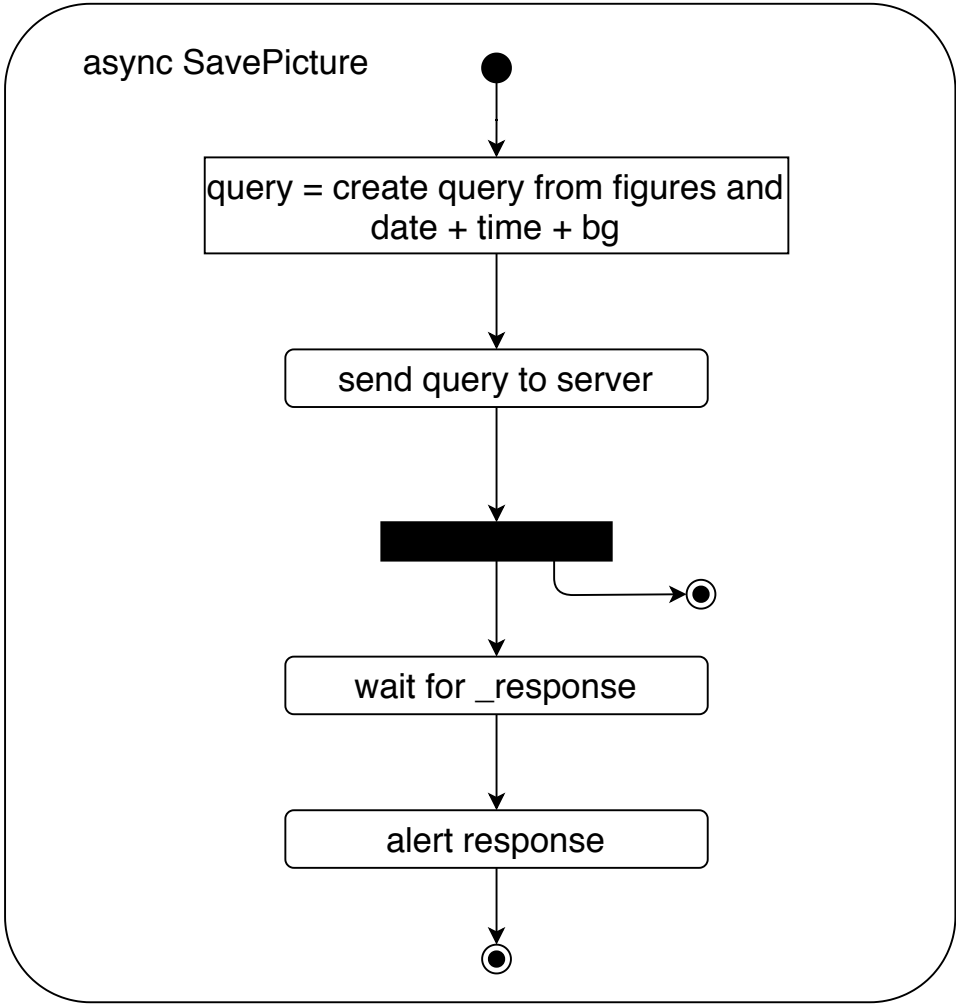 async SavePicture
query = create query from figures and
date + time + bg
send query to server
wait for _response
alert response